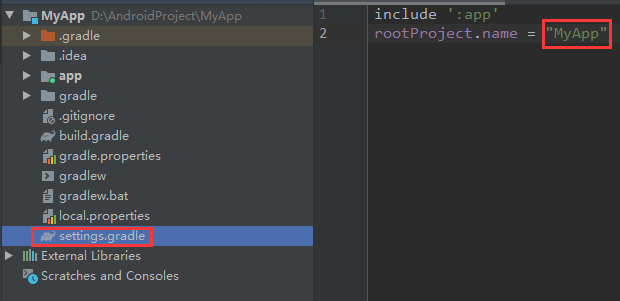 MyApp D:\AndroidProject\MyApp
.gradle
.idea
app
gradle
.gitignore
build.gradle
gradle.properties
gradlew
gradlew.bat
local.properties
settings.gradle
External Libraries
Scratches and Consoles
1 include ':app'
2 rootProject.name = "MyApp"